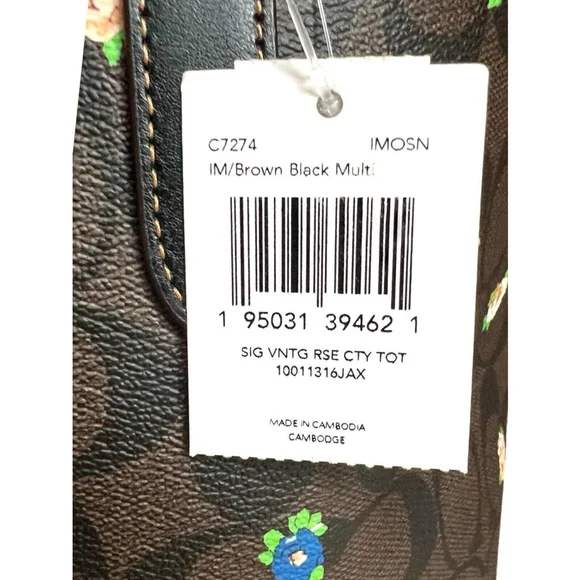 C7274 IMOSN
IM/Brown Black Multi
1 95031 39462 1
SIG VNTG RSE CTY TOT
10011316JAX
MADE IN CAMBODIA
CAMBODGE